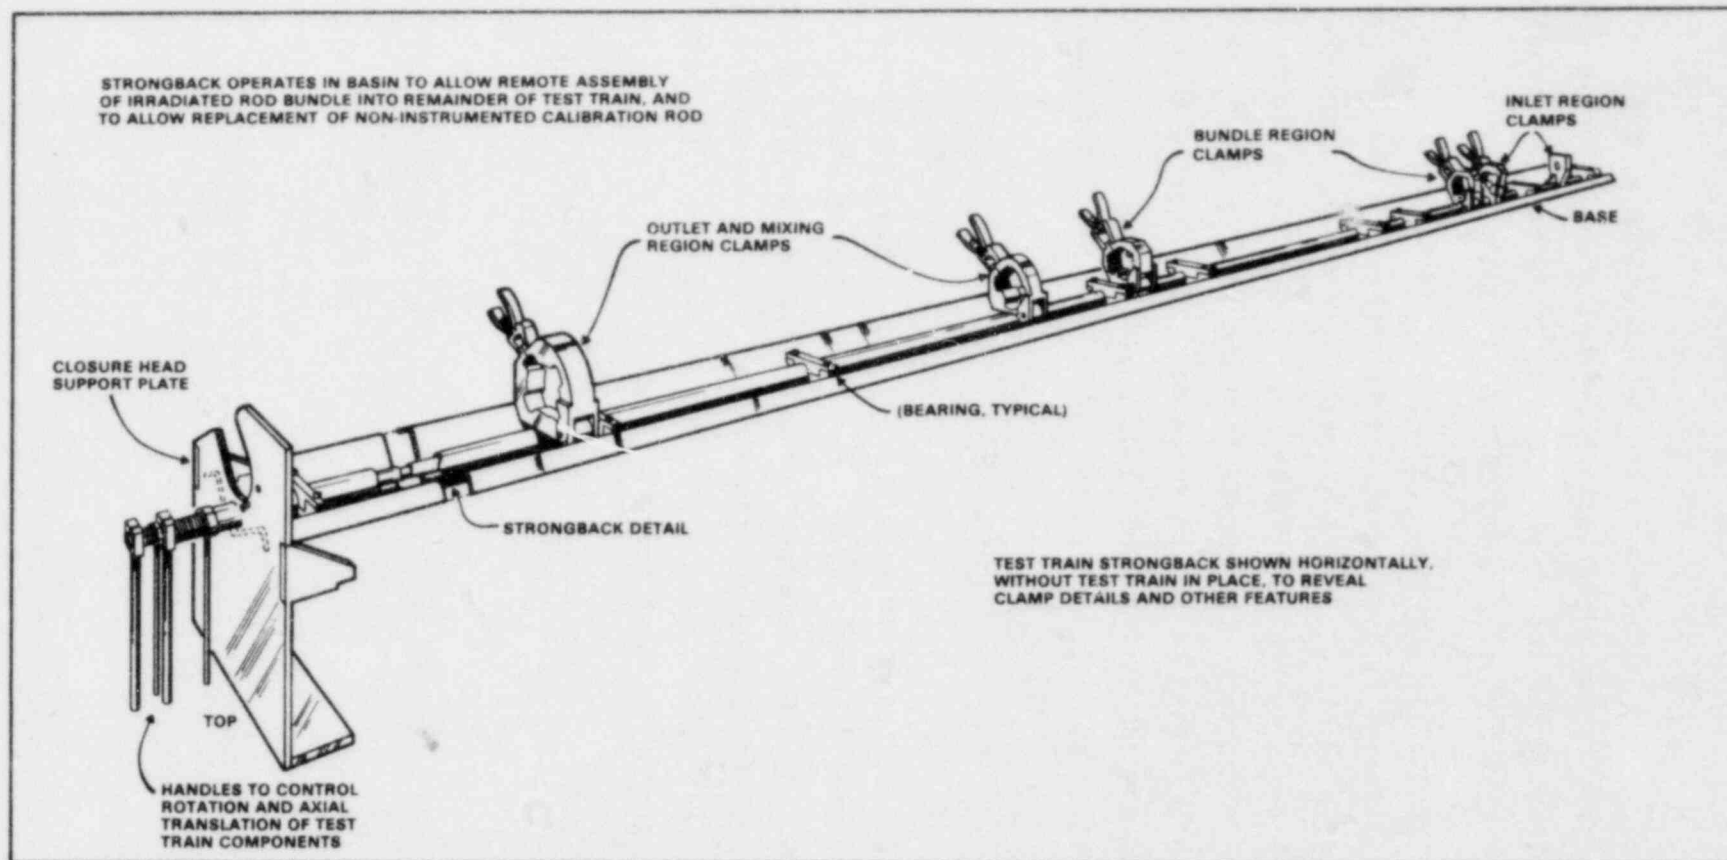 STRONGBACK OPERATES IN BASIN TO ALLOW REMOTE ASSEMBLY
OF IRRADIATED ROD BUNDLE INTO REMAINDER OF TEST TRAIN, AND
TO ALLOW REPLACEMENT OF NON-INSTRUMENTED CALIBRATION ROD
INLET REGION
CLAMPS
BUNDLE REGION
CLAMPS
BASE
OUTLET AND MIXING
REGION CLAMPS
CLOSURE HEAD
SUPPORT PLATE
(BEARING, TYPICAL)
STRONGBACK DETAIL
TEST TRAIN STRONGBACK SHOWN HORIZONTALLY,
WITHOUT TEST TRAIN IN PLACE, TO REVEAL
CLAMP DETAILS AND OTHER FEATURES
TOP
HANDLES TO CONTROL
ROTATION AND AXIAL
TRANSLATION OF TEST
TRAIN COMPONENTS